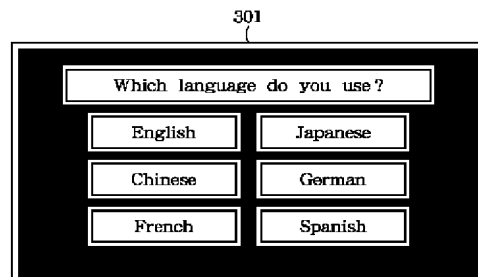 301
Which language do you use?
English Japanese
Chinese German
French Spanish